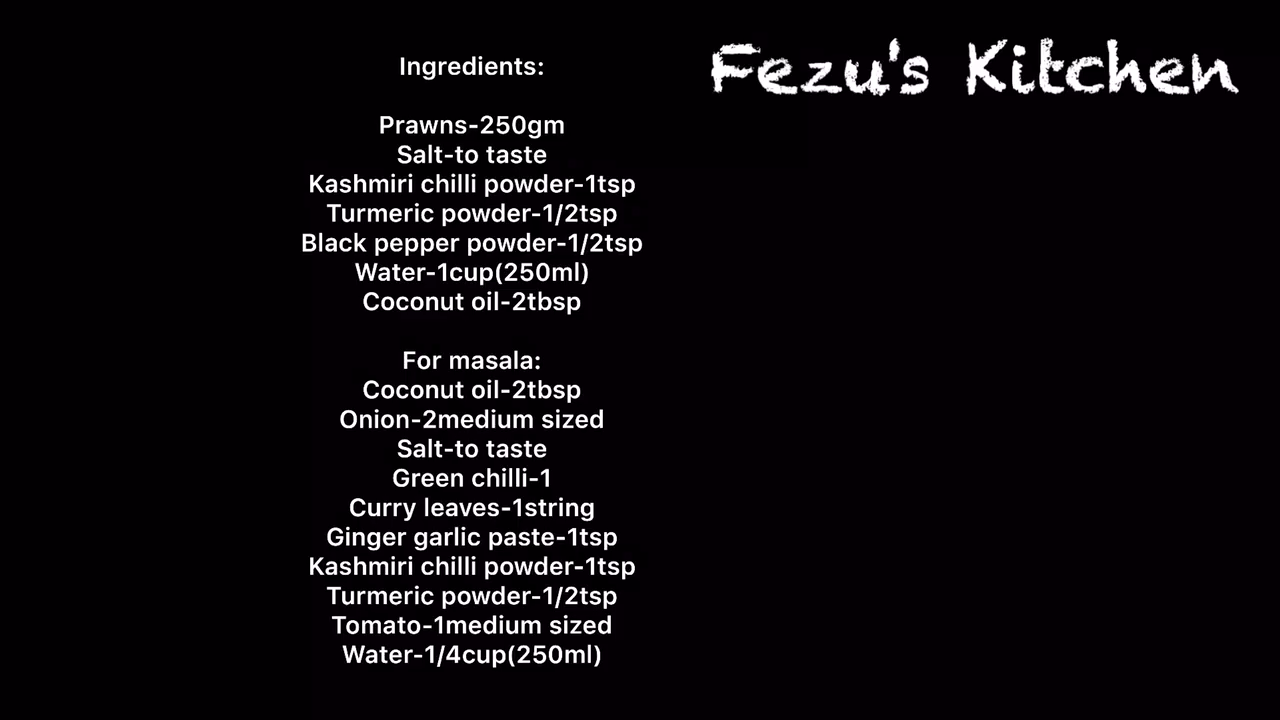 Fezu's Kitchen
Ingredients:
Prawns-250gm
Salt-to taste
Kashmiri chilli powder-1tsp
Turmeric powder-1/2tsp
Black pepper powder-1/2tsp
Water-1cup(250ml)
Coconut oil-2tbsp
For masala:
Coconut oil-2tbsp
Onion-2medium sized
Salt-to taste
Green chilli-1
Curry leaves-1string
Ginger garlic paste-1tsp
Kashmiri chilli powder-1tsp
Turmeric powder-1/2tsp
Tomato-1medium sized
Water-1/4cup(250ml)